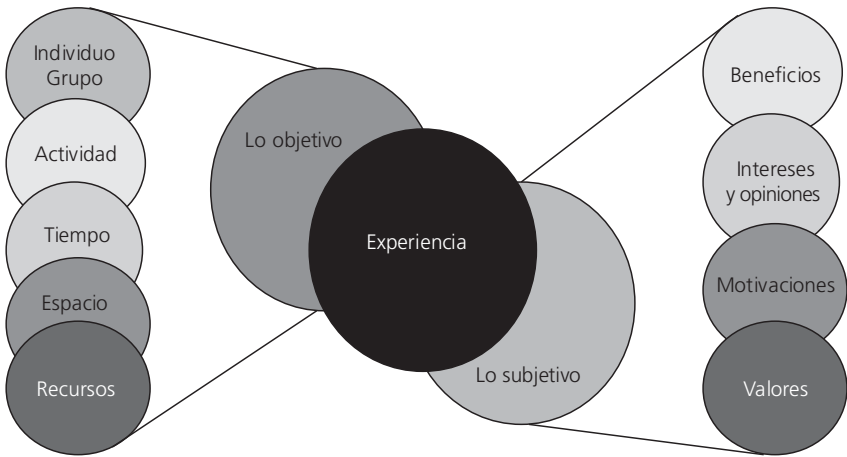 Individuo
Grupo
Actividad
Tiempo
Espacio
Recursos
Lo objetivo
Experiencia
Lo subjetivo
Beneficios
Intereses
y opiniones
Motivaciones
Valores